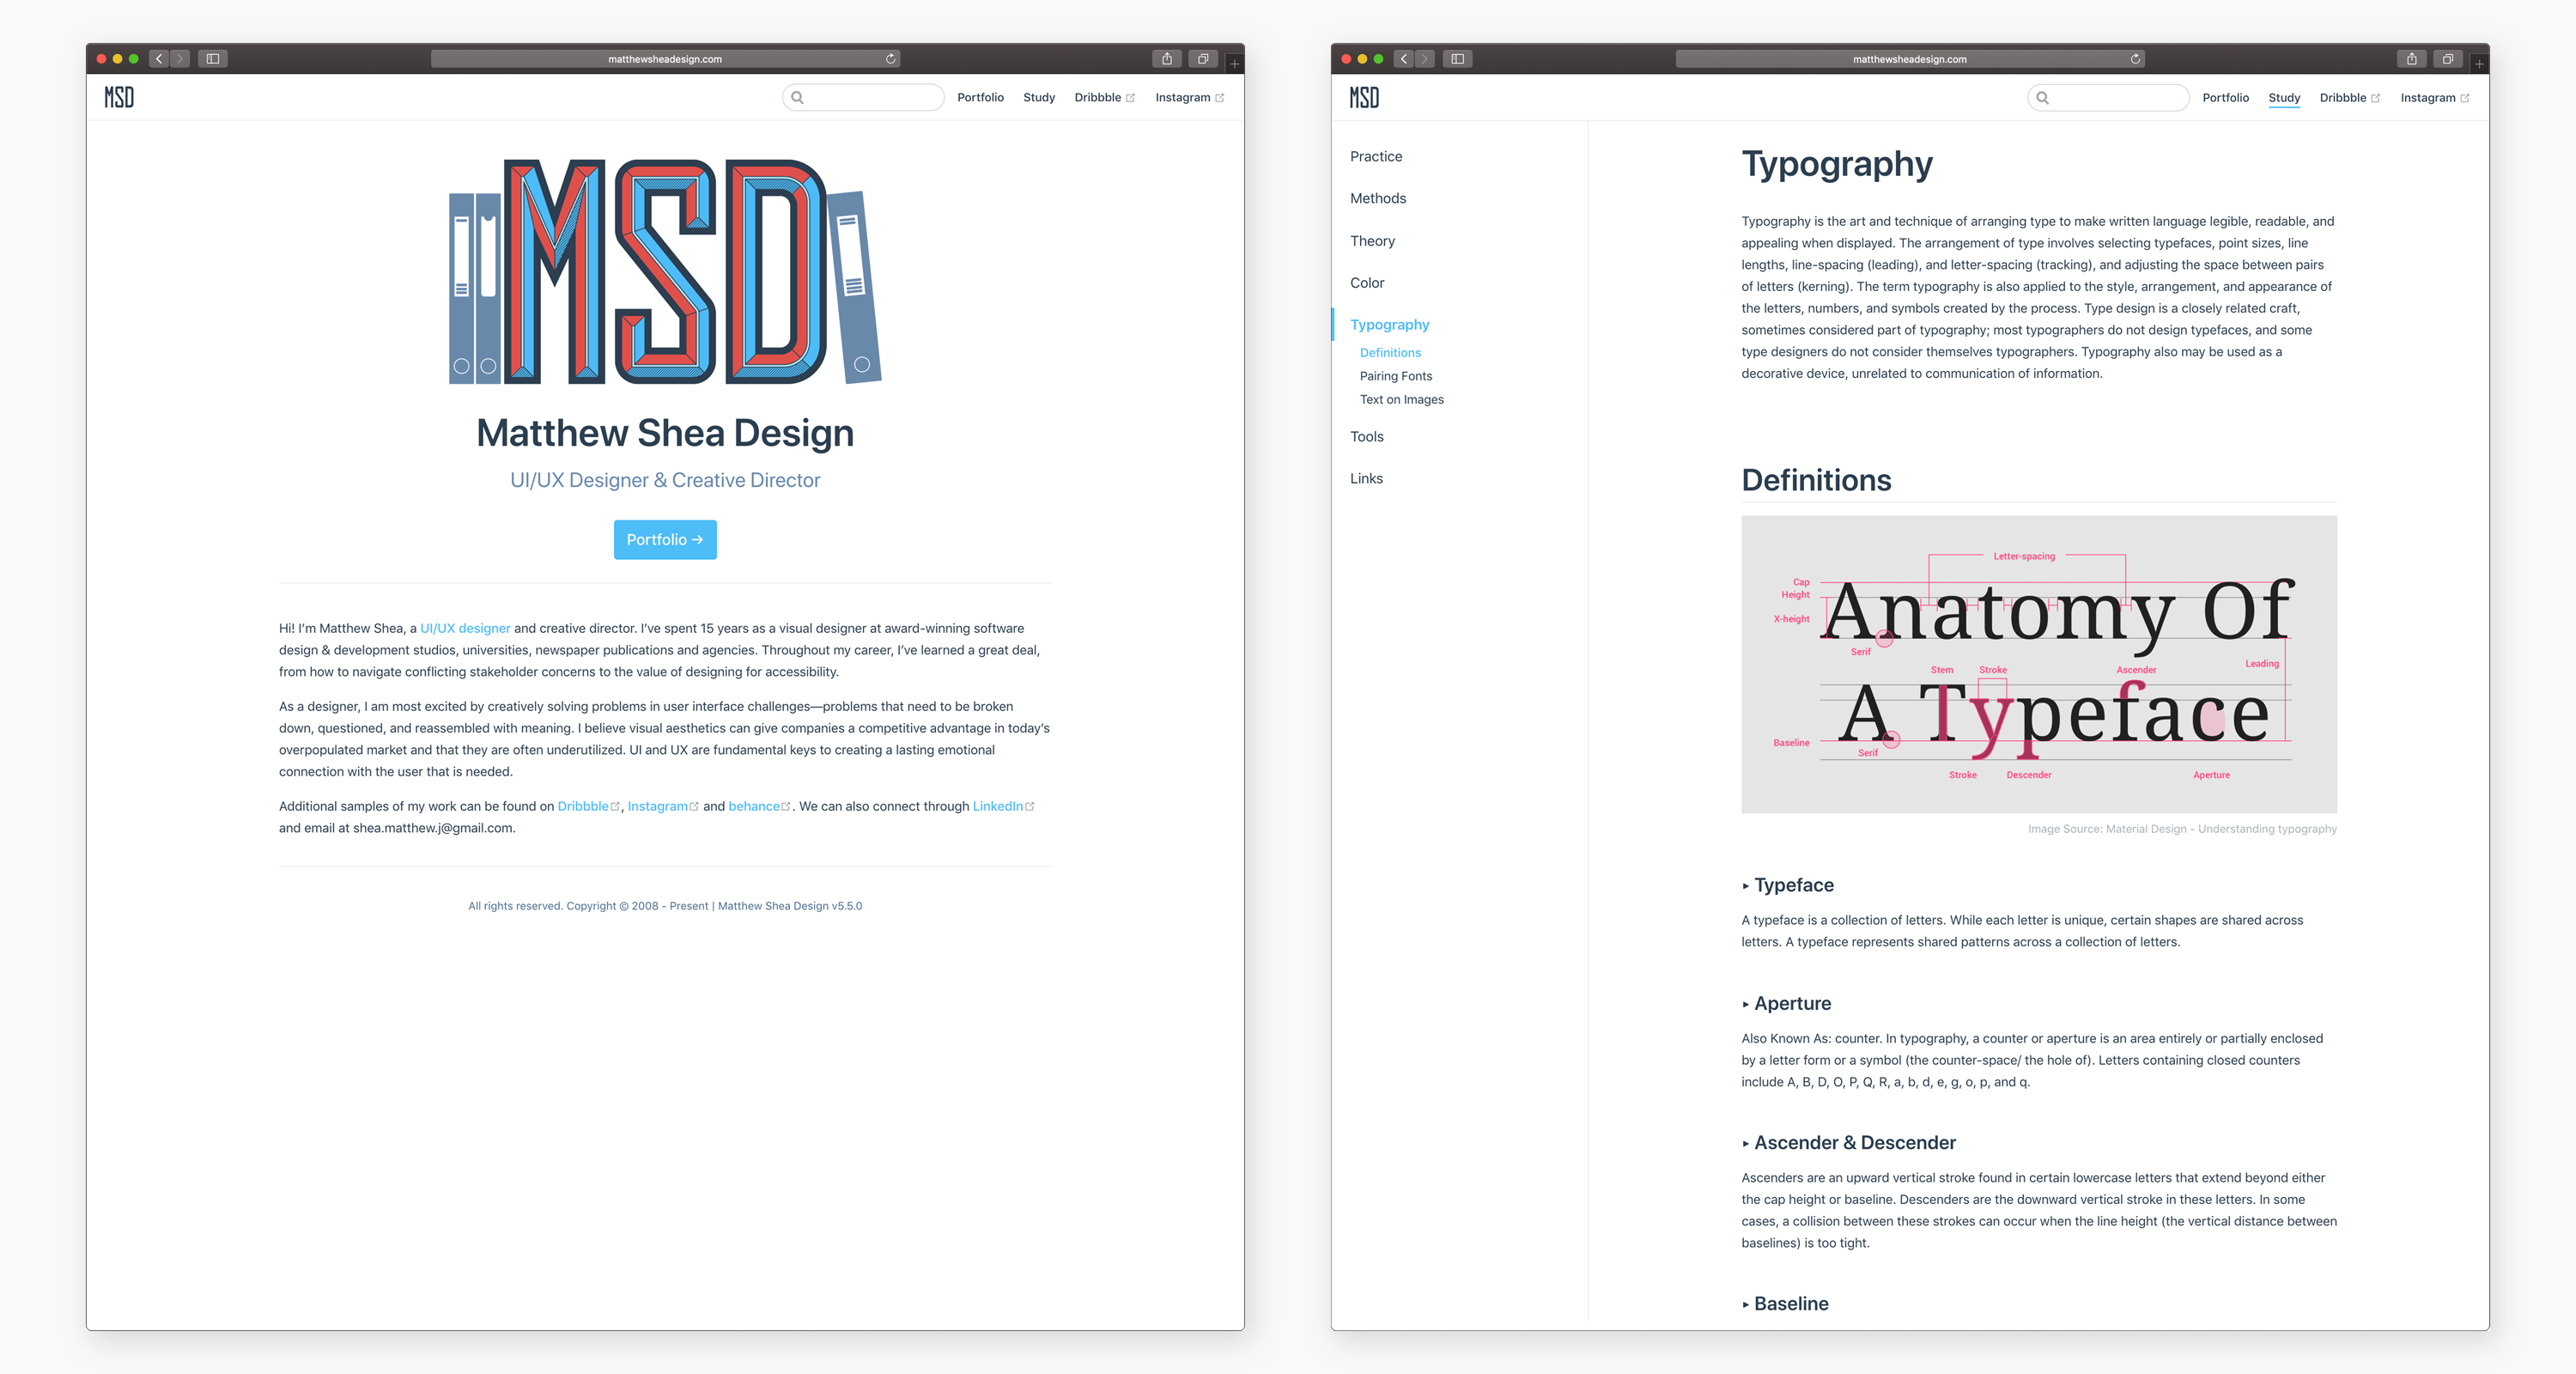 matthewsheadesign.com
MSD
Portfolio Study Dribbble Instagram
MSD
Matthew Shea Design
UI/UX Designer & Creative Director
Portfolio →
Hi! I’m Matthew Shea, a UI/UX designer and creative director. I’ve spent 15 years as a visual designer at award-winning software
design & development studios, universities, newspaper publications and agencies. Throughout my career, I’ve learned a great deal,
from how to navigate conflicting stakeholder concerns to the value of designing for accessibility.
As a designer, I am most excited by creatively solving problems in user interface challenges—problems that need to be broken
down, questioned, and reassembled with meaning. I believe visual aesthetics can give companies a competitive advantage in today’s
overpopulated market and that they are often underutilized. UI and UX are fundamental keys to creating a lasting emotional
connection with the user that is needed.
Additional samples of my work can be found on Dribbble, Instagram and behance. We can also connect through LinkedIn
and email at shea.matthew.j@gmail.com.
All rights reserved. Copyright © 2008 - Present | Matthew Shea Design v5.5.0
matthewsheadesign.com
MSD
Portfolio Study Dribbble Instagram
Practice
Methods
Theory
Color
Typography
Definitions
Pairing Fonts
Text on Images
Tools
Links
Typography
Typography is the art and technique of arranging type to make written language legible, readable, and
appealing when displayed. The arrangement of type involves selecting typefaces, point sizes, line
lengths, line-spacing (leading), and letter-spacing (tracking), and adjusting the space between pairs
of letters (kerning). The term typography is also applied to the style, arrangement, and appearance of
the letters, numbers, and symbols created by the process. Type design is a closely related craft,
sometimes considered part of typography; most typographers do not design typefaces, and some
type designers do not consider themselves typographers. Typography also may be used as a
decorative device, unrelated to communication of information.
Definitions
Letter-spacing
Cap
Height
X-height
Anatomy Of
Serif
Leading
Stem Stroke Ascender
A Typeface
Baseline
Serif
Stroke Descender Aperture
Image Source: Material Design - Understanding typography
▸ Typeface
A typeface is a collection of letters. While each letter is unique, certain shapes are shared across
letters. A typeface represents shared patterns across a collection of letters.
▸ Aperture
Also Known As: counter. In typography, a counter or aperture is an area entirely or partially enclosed
by a letter form or a symbol (the counter-space/ the hole of). Letters containing closed counters
include A, B, D, O, P, Q, R, a, b, d, e, g, o, p, and q.
▸ Ascender & Descender
Ascenders are an upward vertical stroke found in certain lowercase letters that extend beyond either
the cap height or baseline. Descenders are the downward vertical stroke in these letters. In some
cases, a collision between these strokes can occur when the line height (the vertical distance between
baselines) is too tight.
▸ Baseline